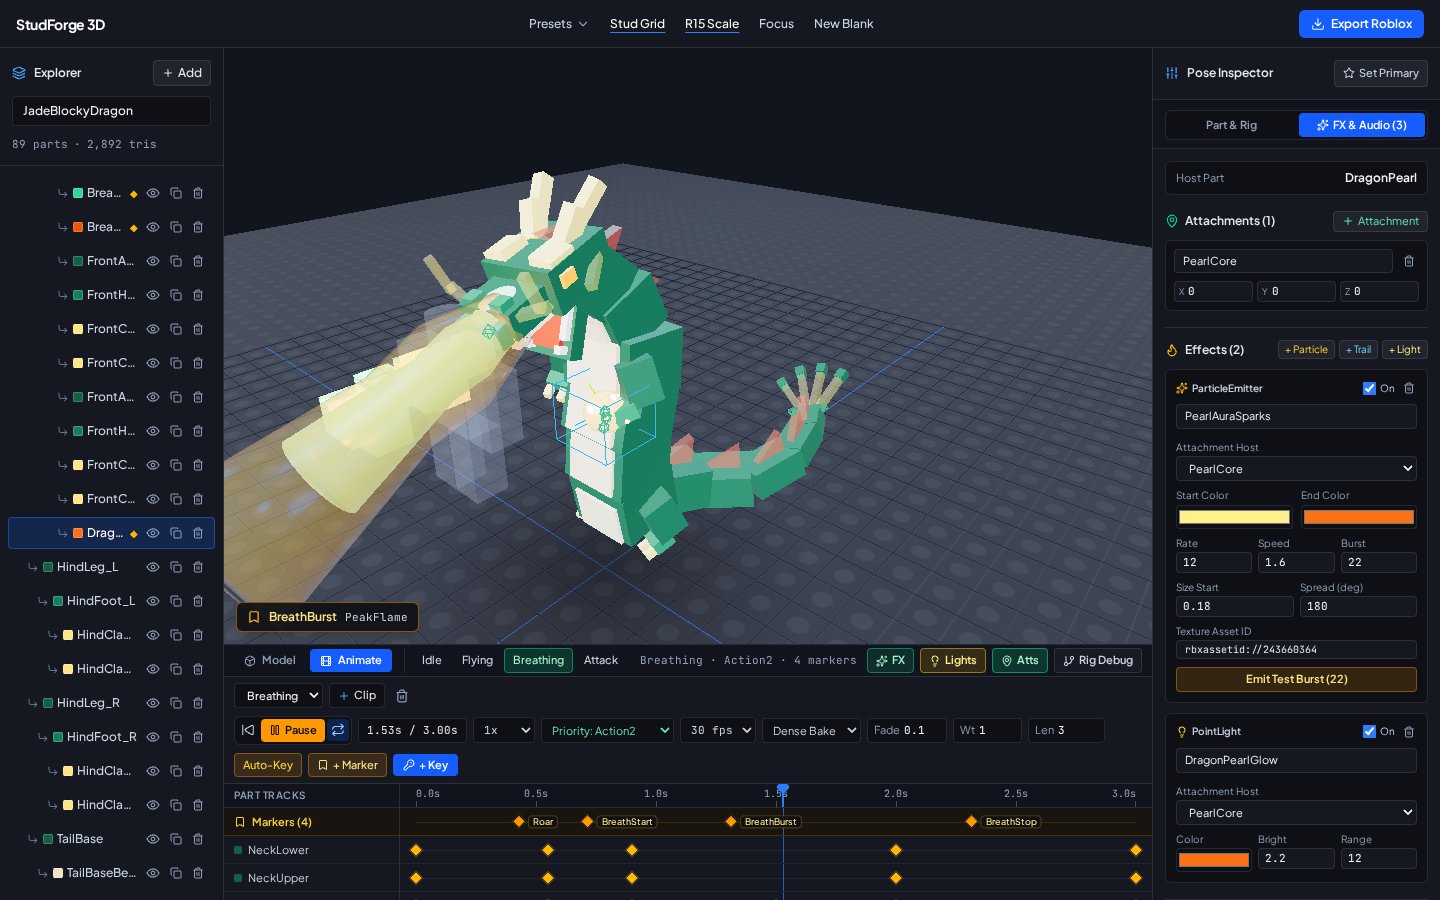 StudForge 3D
Presets
Stud Grid
R15 Scale
Focus
New Blank
Export Roblox
Explorer
+ Add
JadeBlockyDragon
89 parts · 2,892 tris
Brea...
Brea...
FrontA...
FrontH...
FrontC...
FrontC...
FrontA...
FrontH...
FrontC...
FrontC...
Drag...
HindLeg_L
HindFoot_L
HindCla...
HindCla...
HindLeg_R
HindFoot_R
HindCla...
HindCla...
TailBase
TailBaseBe...
BreathBurst PeakFlame
Model
Animate
Idle
Flying
Breathing
Attack
Breathing · Action2 · 4 markers
FX
Lights
Atts
Rig Debug
Breathing
+ Clip
Pause
1.53s / 3.00s
1x
Priority: Action2
30 fps
Dense Bake
Fade 0.1
Wt 1
Len 3
Auto-Key
+ Marker
+ Key
PART TRACKS
0.0s
0.5s
1.0s
1.5s
2.0s
2.5s
3.0s
Markers (4)
Roar
BreathStart
BreathBurst
BreathStop
NeckLower
NeckUpper
Pose Inspector
Set Primary
Part & Rig
FX & Audio (3)
Host Part
DragonPearl
Attachments (1)
+ Attachment
PearlCore
X 0
Y 0
Z 0
Effects (2)
+ Particle
+ Trail
+ Light
ParticleEmitter
On
PearlAuraSparks
Attachment Host
PearlCore
Start Color
End Color
Rate
Speed
Burst
12
1.6
22
Size Start
Spread (deg)
0.18
180
Texture Asset ID
rbxassetid://243660364
Emit Test Burst (22)
PointLight
On
DragonPearlGlow
Attachment Host
PearlCore
Color
Bright
Range
2.2
12